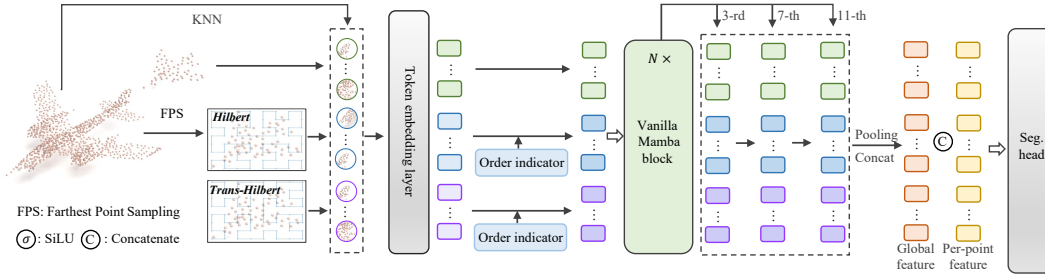 KNN
3-rd
7-th
11-th
FPS
Hilbert
Trans-Hilbert
Token embedding layer
Order indicator
Order indicator
N ×
Vanilla
Mamba
block
Pooling
Concat
C
Seg.
head
Global
feature
Per-point
feature
FPS: Farthest Point Sampling
σ : SiLU C : Concatenate